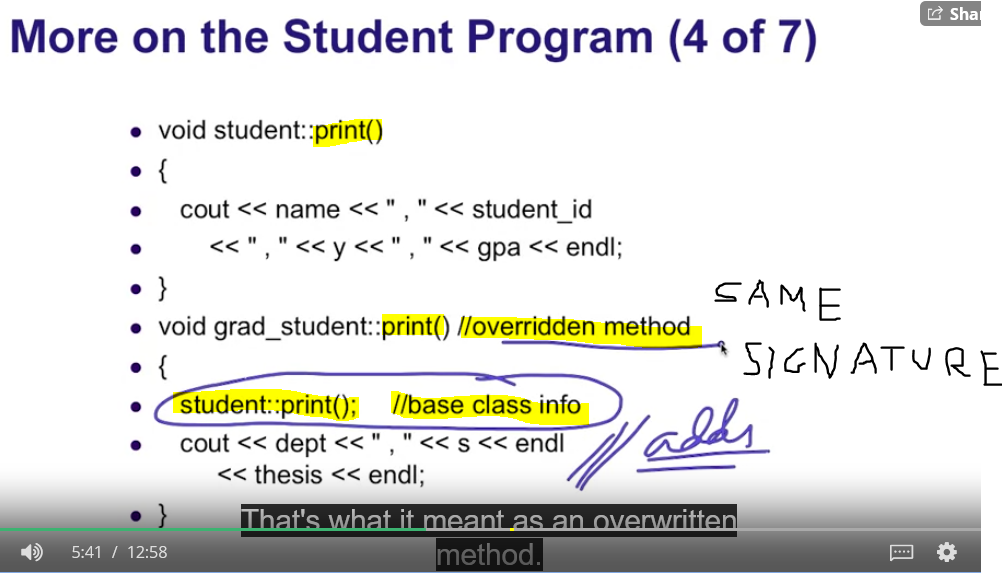 Shar
More on the Student Program (4 of 7)
• void student::print()
• {
• cout << name << " , " << student_id
• << " , " << y << " , " << gpa << endl;
• }
SAME
• void grad_student::print() //overridden method
SIGNATURE
• {
• student::print(); //base class info
// adds
• cout << dept << " , " << s << endl
<< thesis << endl;
• }
That's what it meant as an overwritten
method.
5:41 / 12:58